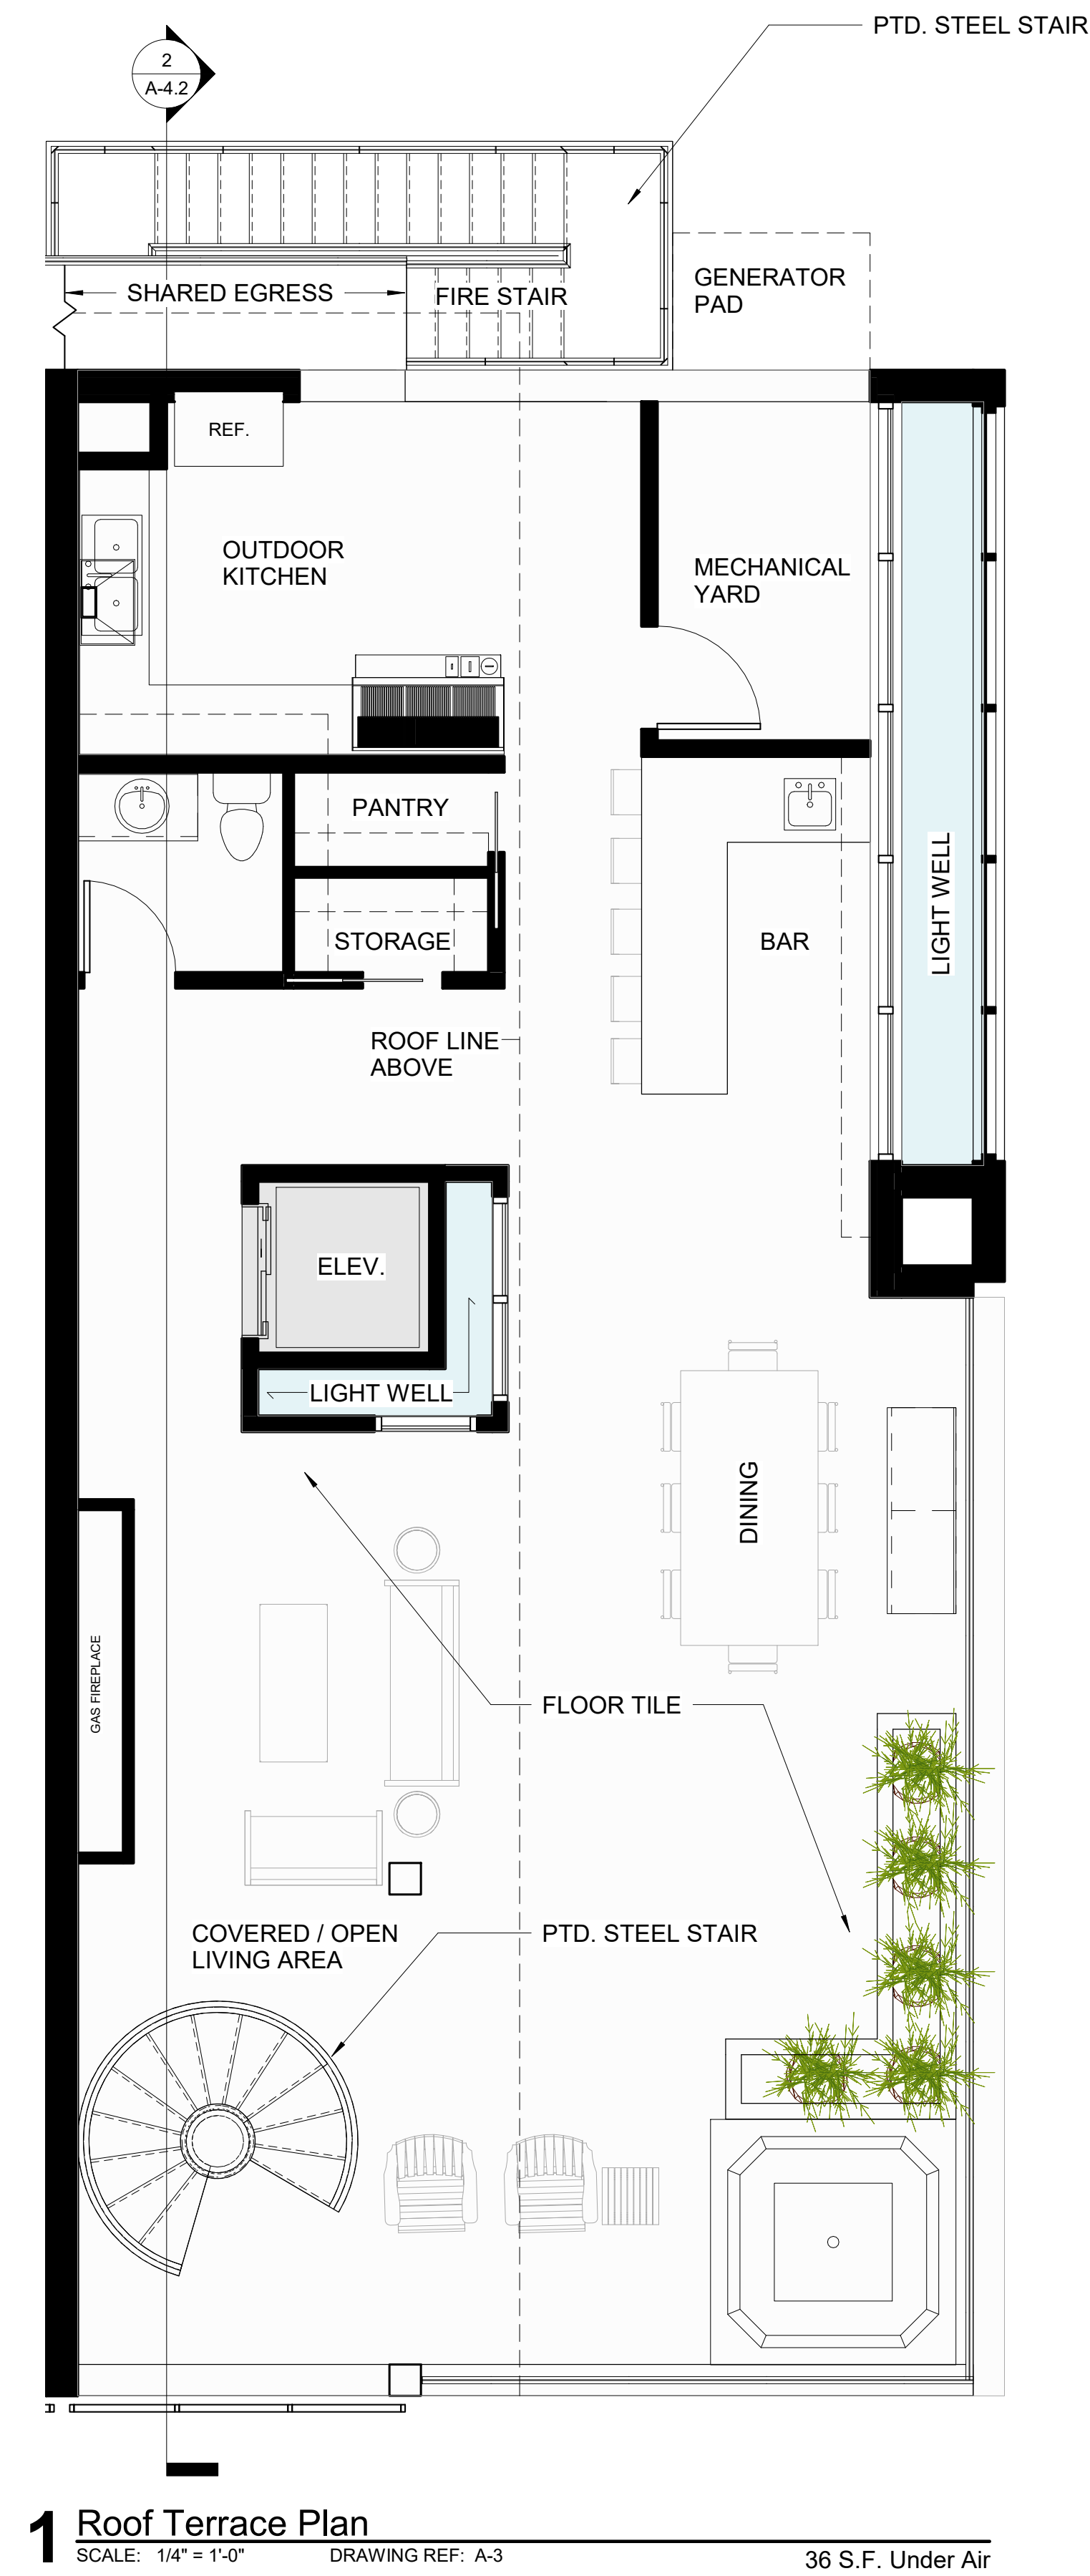 PTD. STEEL STAIR
2
A-4.2
SHARED EGRESS
FIRE STAIR
GENERATOR
PAD
REF.
OUTDOOR
KITCHEN
MECHANICAL
YARD
PANTRY
STORAGE
BAR
LIGHT WELL
ROOF LINE
ABOVE
ELEV.
LIGHT WELL
DINING
GAS FIREPLACE
FLOOR TILE
COVERED / OPEN
LIVING AREA
PTD. STEEL STAIR
1 Roof Terrace Plan
SCALE: 1/4" = 1'-0" DRAWING REF: A-3
36 S.F. Under Air